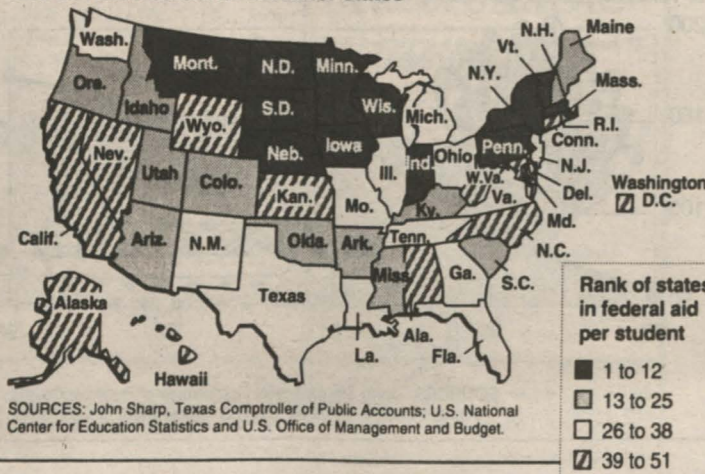 Wash.
Mont.
N.D.
Minn.
N.H.
Maine
Vt.
N.Y.
Mass.
Ore.
Idaho
S.D.
Wis.
Mich.
Wyo.
R.I.
Conn.
Nev.
Neb.
Iowa
Ind.
Ohio
Penn.
N.J.
Utah
Colo.
Ill.
W.Va.
Del.
Washington
D.C.
Kan.
Mo.
Ky.
Va.
Md.
Calif.
Ariz.
N.M.
Okla.
Ark.
Tenn.
N.C.
Alaska
Texas
Miss
Ga.
S.C.
Hawaii
La.
Ala.
Fla.
Rank of states
in federal aid
per student
1 to 12
13 to 25
26 to 38
39 to 51
SOURCES: John Sharp, Texas Comptroller of Public Accounts; U.S. National
Center for Education Statistics and U.S. Office of Management and Budget.